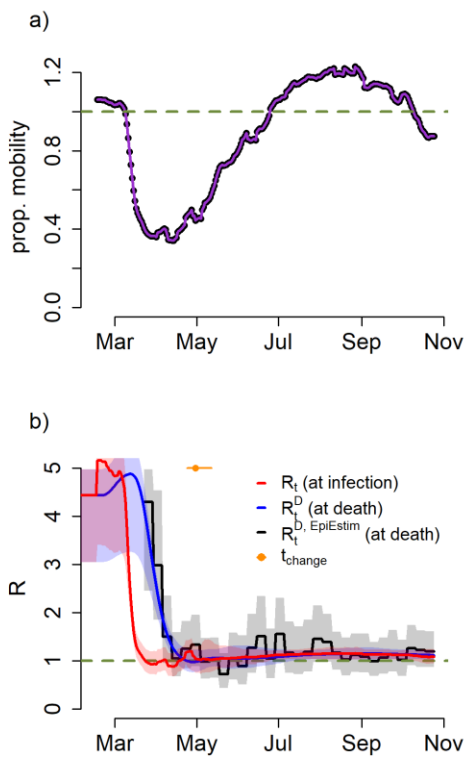 a)
prop. mobility
1.2
0.8
0.4
0.0
Mar May Jul Sep Nov
b)
R
5
4
3
2
1
0
R_t (at infection)
R_t^D (at death)
R_t^{D, EpiEstim} (at death)
t_change
Mar May Jul Sep Nov